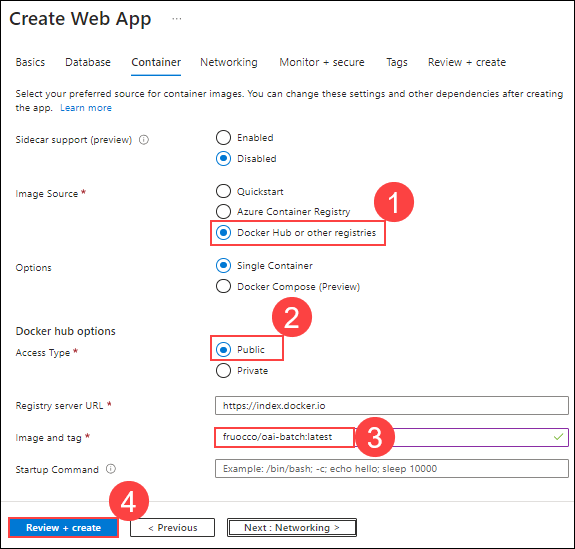 Create Web App ...
Basics Database Container Networking Monitor + secure Tags Review + create
Select your preferred source for container images. You can change these settings and other dependencies after creating
the app. Learn more
Sidecar support (preview) Enabled
Disabled
Image Source * Quickstart
1
Azure Container Registry
Docker Hub or other registries
Options Single Container
Docker Compose (Preview)
2
Docker hub options
Access Type * Public
Private
Registry server URL * https://index.docker.io
Image and tag * fruocco/oai-batch:latest 3
Startup Command Example: /bin/bash; -c; echo hello; sleep 10000
4
Review + create < Previous Next : Networking >